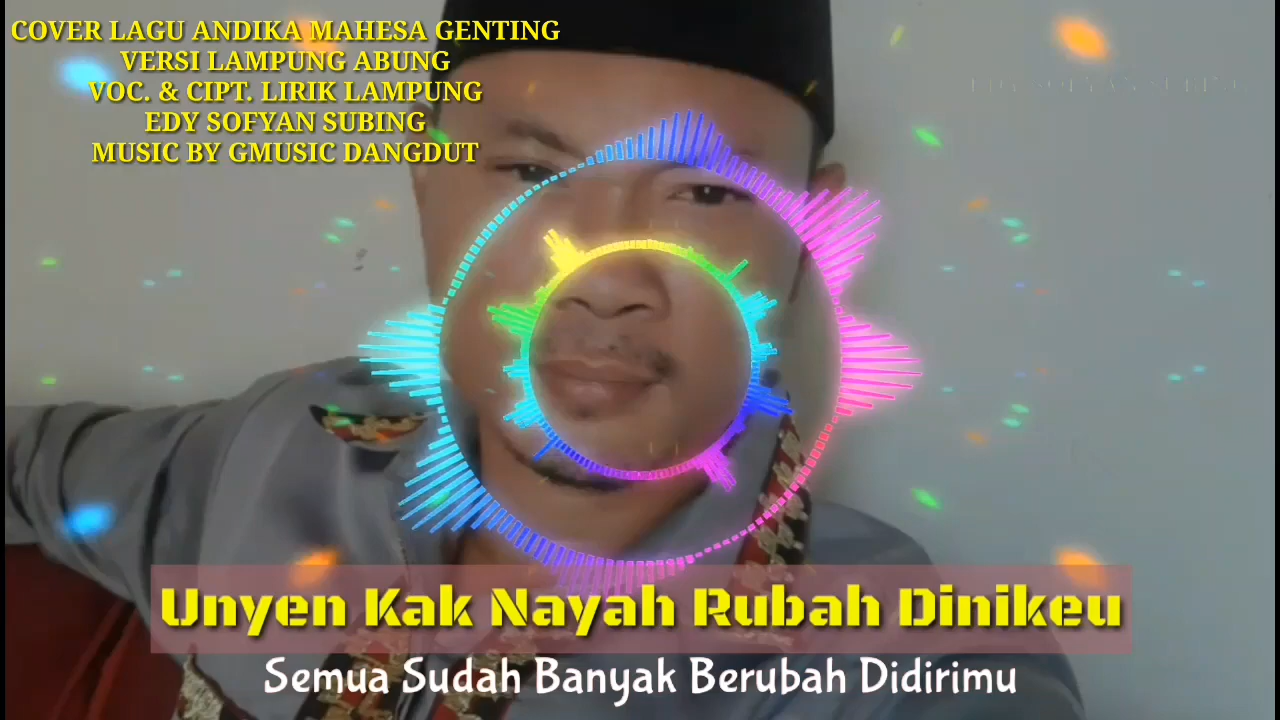 COVER LAGU ANDIKA MAHESA GENTING
VERSI LAMPUNG ABUNG
VOC. & CIPT. LIRIK LAMPUNG
EDY SOFYAN SUBING
MUSIC BY GMUSIC DANGDUT
Unyen Kak Nayah Rubah Dinikeu
Semua Sudah Banyak Berubah Didirimu